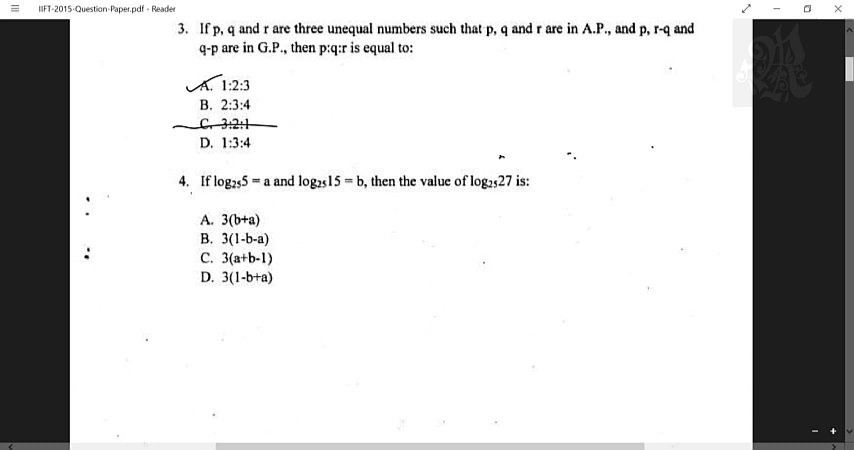 IIFT-2015-Question-Paper.pdf - Reader
3. If p, q and r are three unequal numbers such that p, q and r are in A.P., and p, r-q and
q-p are in G.P., then p:q:r is equal to:
A. 1:2:3
B. 2:3:4
C. 3:2:1
D. 1:3:4
4. If log₂₅5 = a and log₂₅15 = b, then the value of log₂₅27 is:
A. 3(b+a)
B. 3(1-b-a)
C. 3(a+b-1)
D. 3(1-b+a)